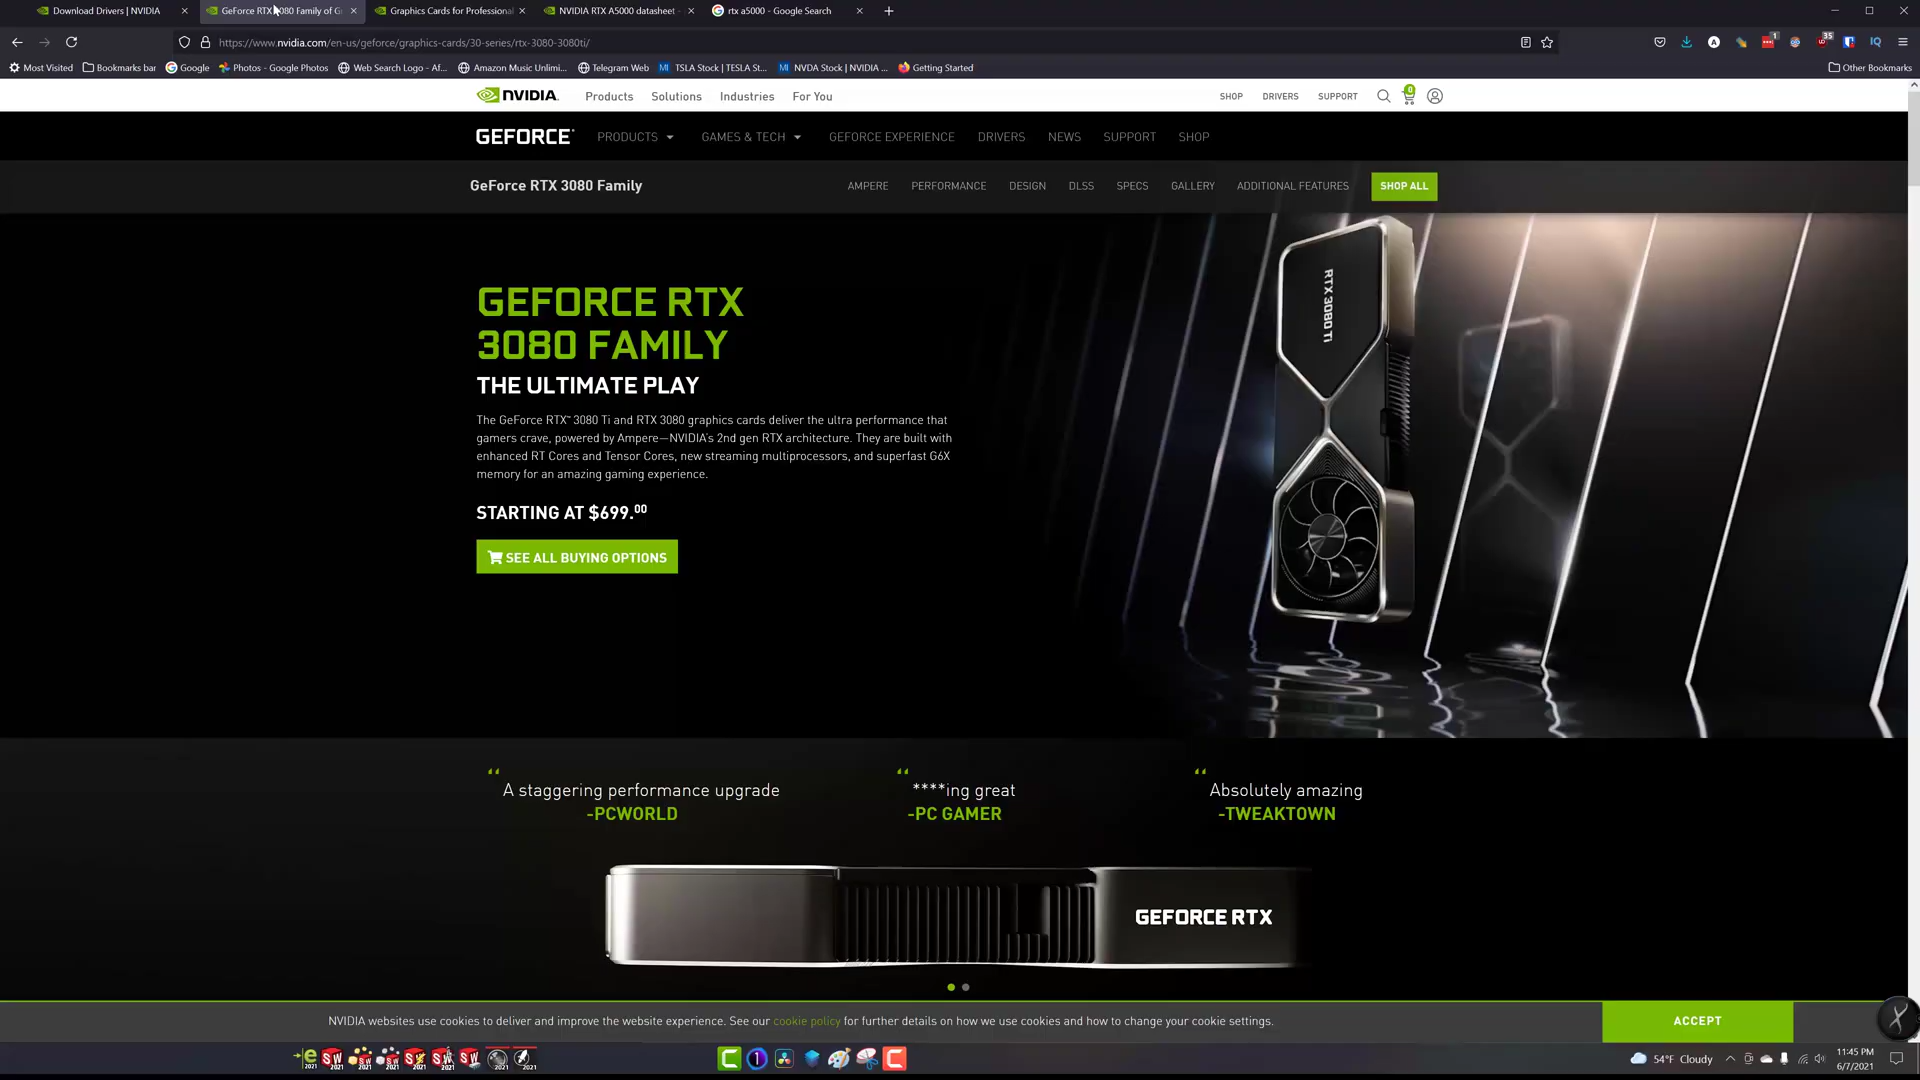 Download Drivers | NVIDIA
GeForce RTX 3080 Family of G
Graphics Cards for Professional
NVIDIA RTX A5000 datasheet -
rtx a5000 - Google Search
https://www.nvidia.com/en-us/geforce/graphics-cards/30-series/rtx-3080-3080ti/
1
35
Most Visited
Bookmarks bar
Google
Photos - Google Photos
Web Search Logo - Af...
Amazon Music Unlimi...
Telegram Web
MI TSLA Stock | TESLA St...
MI NVDA Stock | NVIDIA ...
Getting Started
Other Bookmarks
NVIDIA.
Products
Solutions
Industries
For You
SHOP
DRIVERS
SUPPORT
0
GEFORCE
PRODUCTS
GAMES & TECH
GEFORCE EXPERIENCE
DRIVERS
NEWS
SUPPORT
SHOP
GeForce RTX 3080 Family
AMPERE
PERFORMANCE
DESIGN
DLSS
SPECS
GALLERY
ADDITIONAL FEATURES
SHOP ALL
GEFORCE RTX
3080 FAMILY
THE ULTIMATE PLAY
The GeForce RTX™ 3080 Ti and RTX 3080 graphics cards deliver the ultra performance that
gamers crave, powered by Ampere—NVIDIA's 2nd gen RTX architecture. They are built with
enhanced RT Cores and Tensor Cores, new streaming multiprocessors, and superfast G6X
memory for an amazing gaming experience.
STARTING AT $699.00
SEE ALL BUYING OPTIONS
RTX 3080 Ti
“A staggering performance upgrade
-PCWORLD
“****ing great
-PC GAMER
“Absolutely amazing
-TWEAKTOWN
GEFORCE RTX
NVIDIA websites use cookies to deliver and improve the website experience. See our cookie policy for further details on how we use cookies and how to change your cookie settings.
ACCEPT
54°F Cloudy
11:45 PM
6/7/2021